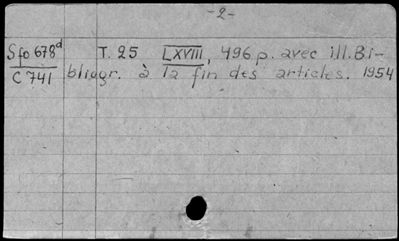 -2-
Sfo 678d T. 25 LXVIII, 496 p. avec ill. Bi-
C 741 bliogr. à la fin des articles. 1954